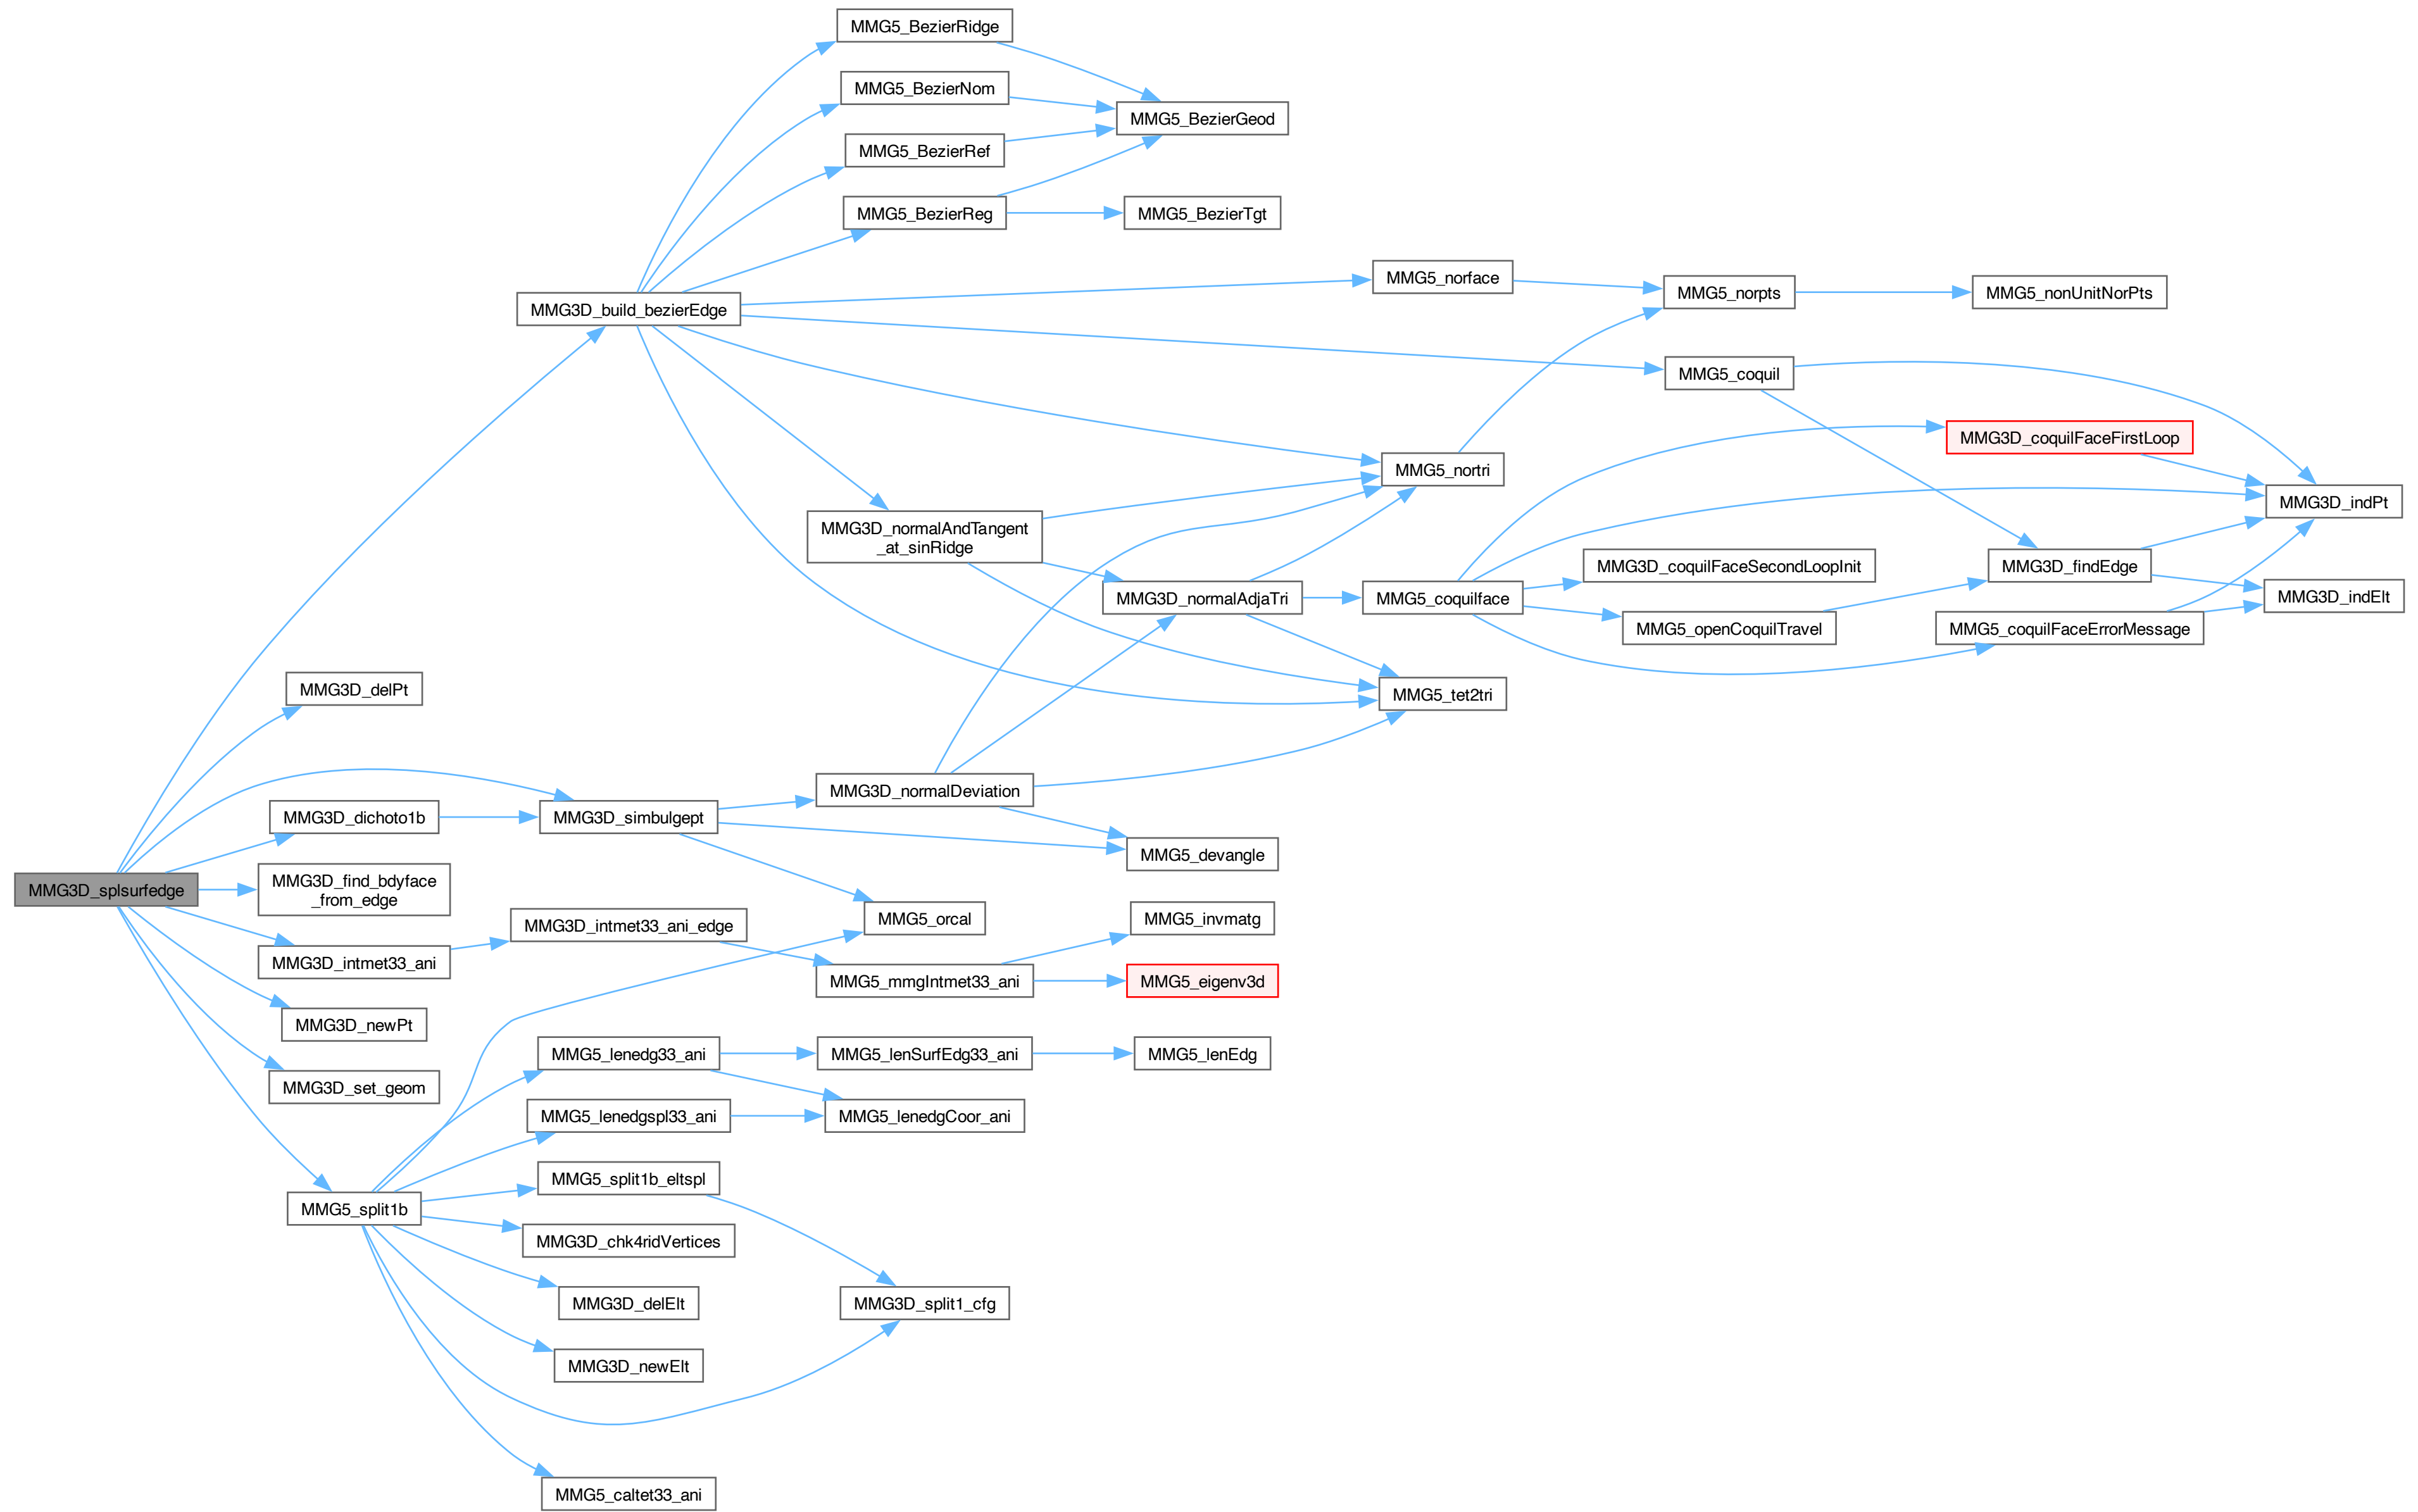 MMG5_BezierRidge
MMG5_BezierNom
MMG5_BezierGeod
MMG5_BezierRef
MMG5_BezierReg
MMG5_BezierTgt
MMG5_norface
MMG5_norpts
MMG5_nonUnitNorPts
MMG3D_build_bezierEdge
MMG5_coquil
MMG3D_coquilFaceFirstLoop
MMG5_nortri
MMG3D_indPt
MMG3D_normalAndTangent
_at_sinRidge
MMG3D_coquilFaceSecondLoopInit
MMG3D_findEdge
MMG3D_normalAdjaTri
MMG5_coquilface
MMG3D_indElt
MMG5_openCoquilTravel
MMG5_coquilFaceErrorMessage
MMG3D_delPt
MMG5_tet2tri
MMG3D_normalDeviation
MMG3D_dichoto1b
MMG3D_simbulgept
MMG5_devangle
MMG3D_splsurfedge
MMG3D_find_bdyface
_from_edge
MMG5_orcal
MMG5_invmatg
MMG3D_intmet33_ani_edge
MMG3D_intmet33_ani
MMG5_mmgIntmet33_ani
MMG5_eigenv3d
MMG3D_newPt
MMG5_lenedg33_ani
MMG5_lenSurfEdg33_ani
MMG5_lenEdg
MMG3D_set_geom
MMG5_lenedgspl33_ani
MMG5_lenedgCoor_ani
MMG5_split1b_eltspl
MMG5_split1b
MMG3D_chk4ridVertices
MMG3D_delElt
MMG3D_split1_cfg
MMG3D_newElt
MMG5_caltet33_ani